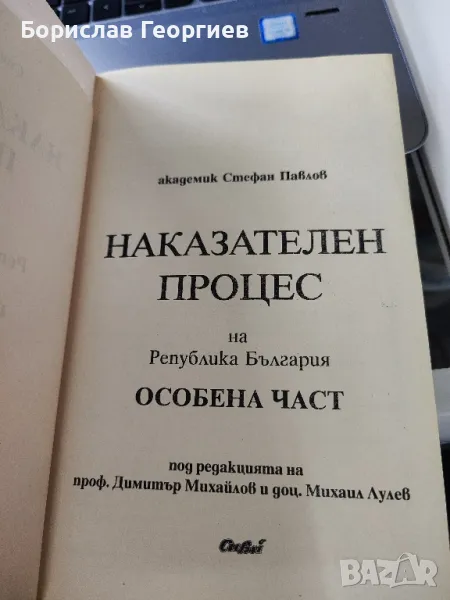 Борислав Георгиев
академик Стефан Павлов
НАКАЗАТЕЛЕН
ПРОЦЕС
на
Република България
ОСОБЕНА ЧАСТ
под редакцията на
проф. Димитър Михайлов и доц. Михаил Лулев
Сиби
BAZAR